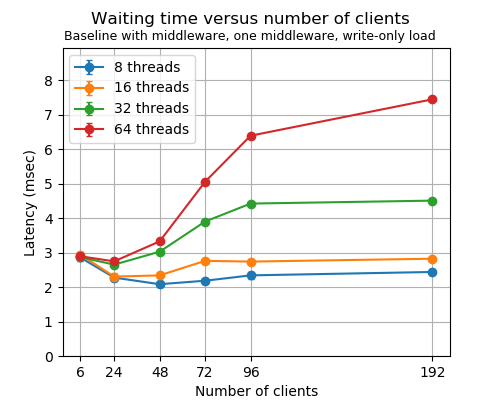 Waiting time versus number of clients
Baseline with middleware, one middleware, write-only load
8 threads
16 threads
32 threads
64 threads
Latency (msec)
8
7
6
5
4
3
2
1
0
6 24 48 72 96 192
Number of clients